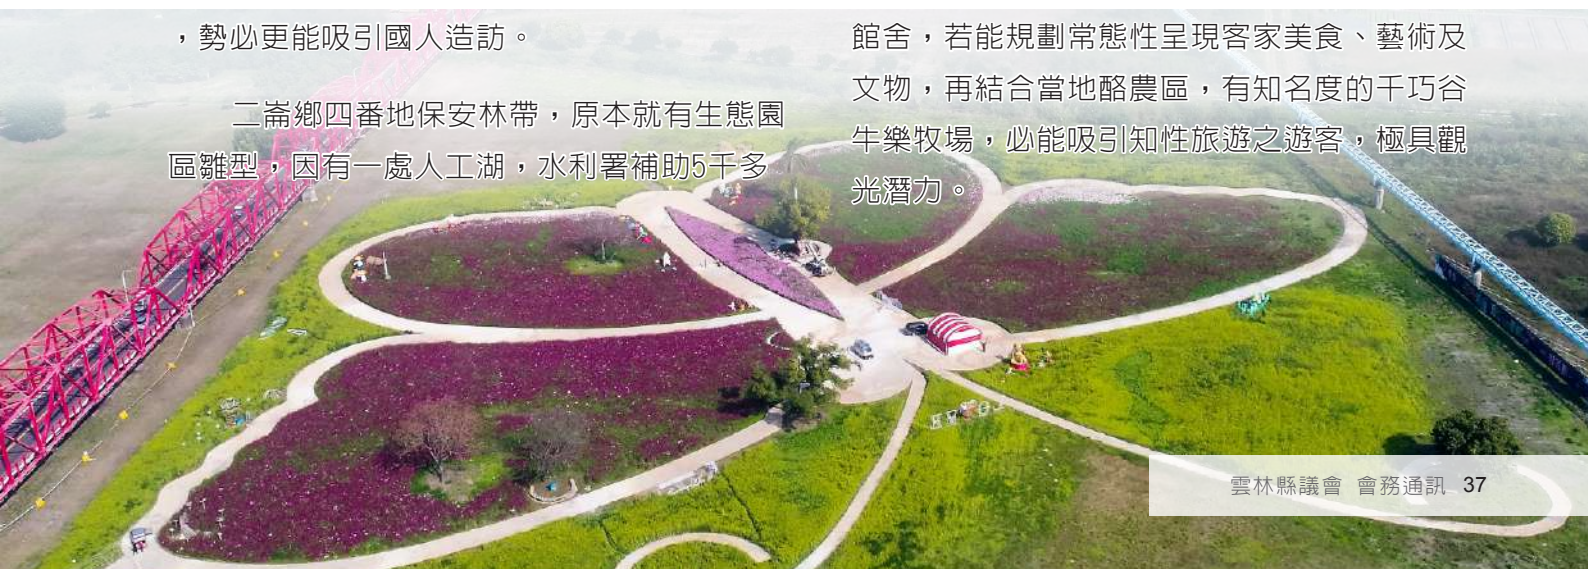 ，勢必更能吸引國人造訪。
二崙鄉四番地保安林帶，原本就有生態園
區雛型，因有一處人工湖，水利署補助5千多
館舍，若能規劃常態性呈現客家美食、藝術及
文物，再結合當地酪農區，有知名度的千巧谷
牛樂牧場，必能吸引知性旅遊之遊客，極具觀
光潛力。
雲林縣議會 會務通訊 37